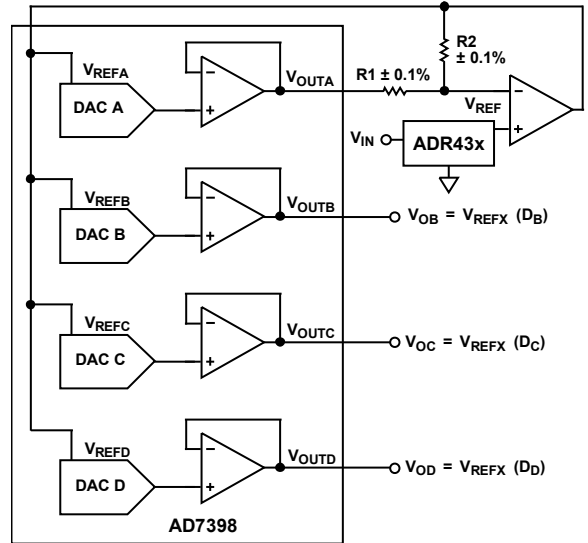 R2
± 0.1%
VREFA
VOUTA
R1 ± 0.1%
DAC A
–
+
VREF
–
+
VIN
ADR43x
VREFB
VOUTB
VOB = VREFX (DB)
DAC B
–
+
VREFC
VOUTC
VOC = VREFX (DC)
DAC C
–
+
VREFD
VOUTD
VOD = VREFX (DD)
DAC D
–
+
AD7398